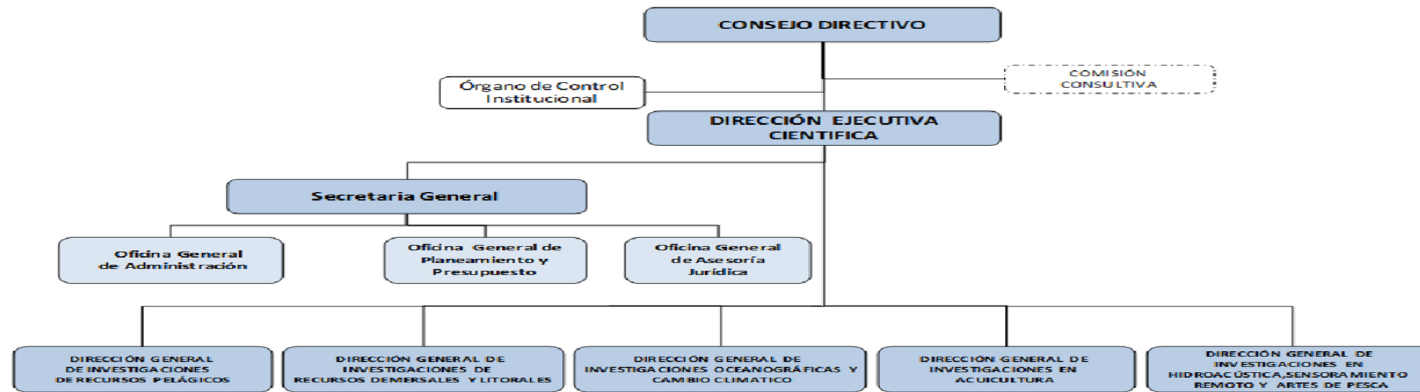 CONSEJO DIRECTIVO
COMISIÓN
CONSULTIVA
Órgano de Control
Institucional
DIRECCIÓN EJECUTIVA
CIENTIFICA
Secretaria General
Oficina General
de Administración
Oficina General de
Planeamiento y
Presupuesto
Oficina General
de Asesoría
Jurídica
DIRECCIÓN GENERAL
DE INVESTIGACIONES
DE RECURSOS PELÁGICOS
DIRECCIÓN GENERAL DE
INVESTIGACIONES DE
RECURSOS DEMERSALES Y LITORALES
DIRECCIÓN GENERAL DE
INVESTIGACIONES OCEANOGRÁFICAS Y
CAMBIO CLIMATICO
DIRECCIÓN GENERAL DE
INVESTIGACIONES EN
ACUICULTURA
DIRECCIÓN GENERAL DE
INVESTIGACIONES EN
HIDROACÚSTICA,SENSORAMIENTO
REMOTO Y ARTES DE PESCA